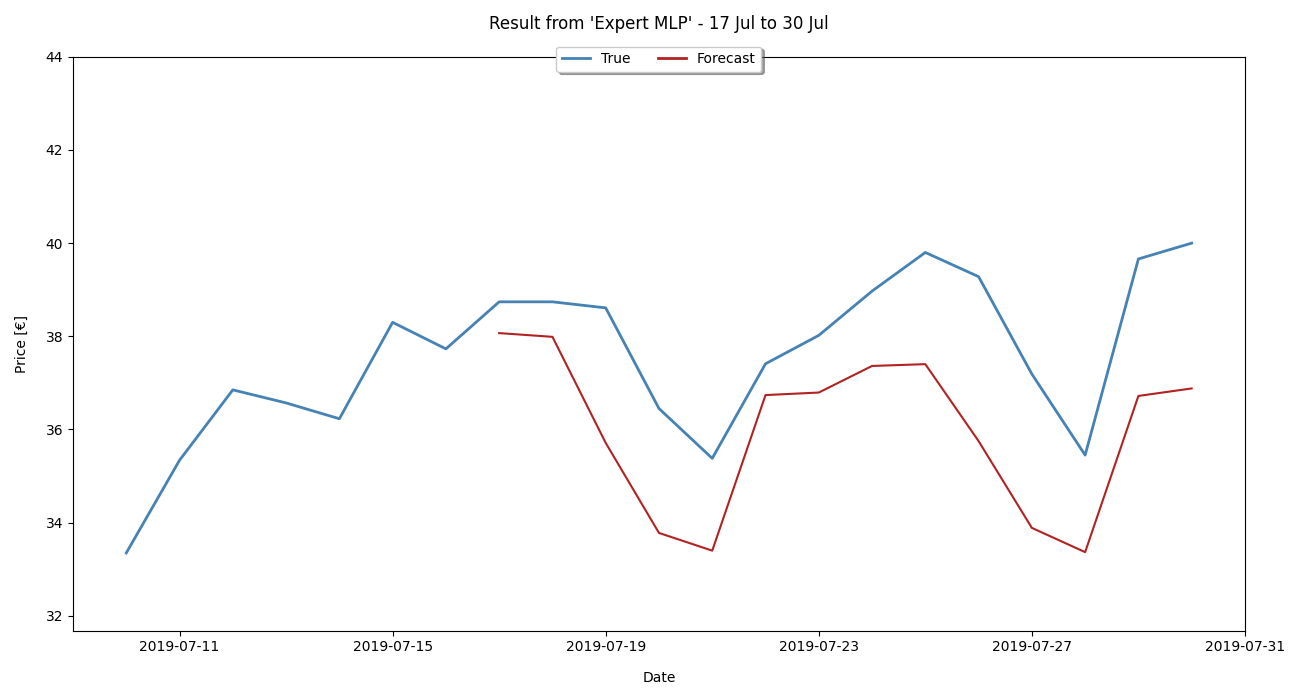 Result from 'Expert MLP' - 17 Jul to 30 Jul
True Forecast
44
42
40
38
36
34
32
Price [€]
2019-07-11 2019-07-15 2019-07-19 2019-07-23 2019-07-27 2019-07-31
Date